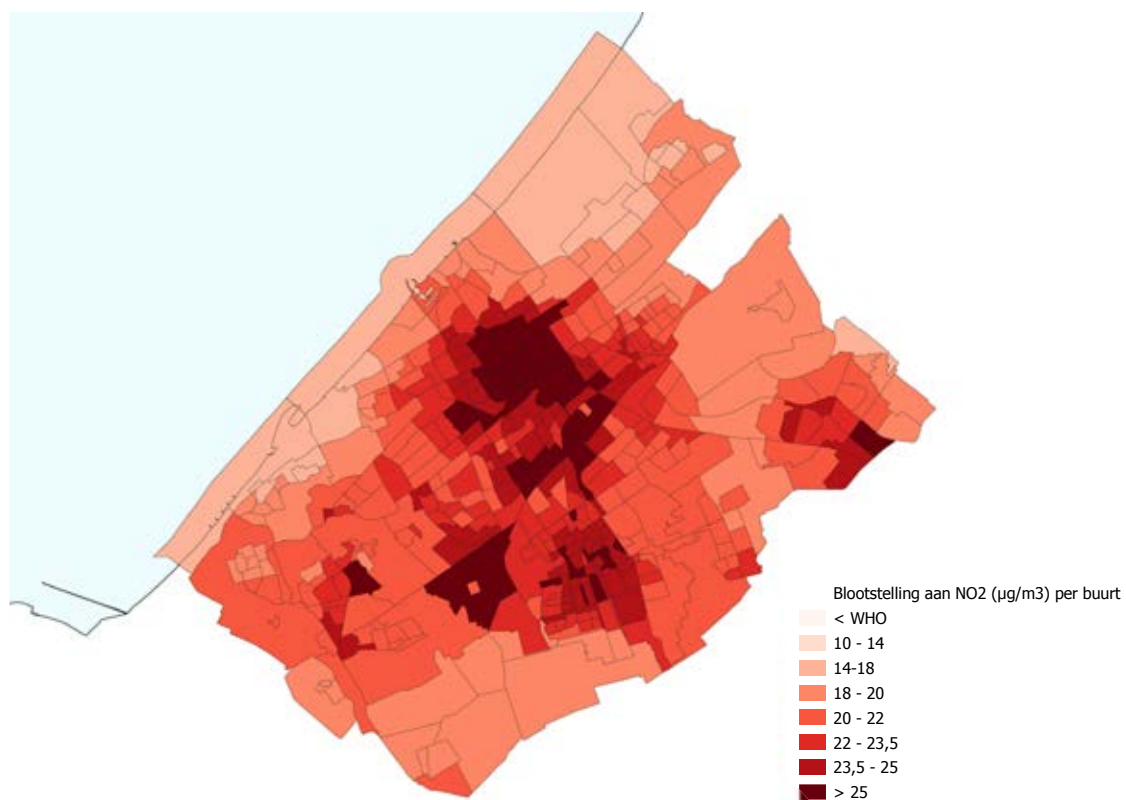 Blootstelling aan NO2 (µg/m3) per buurt
< WHO
10 - 14
14-18
18 - 20
20 - 22
22 - 23,5
23,5 - 25
> 25